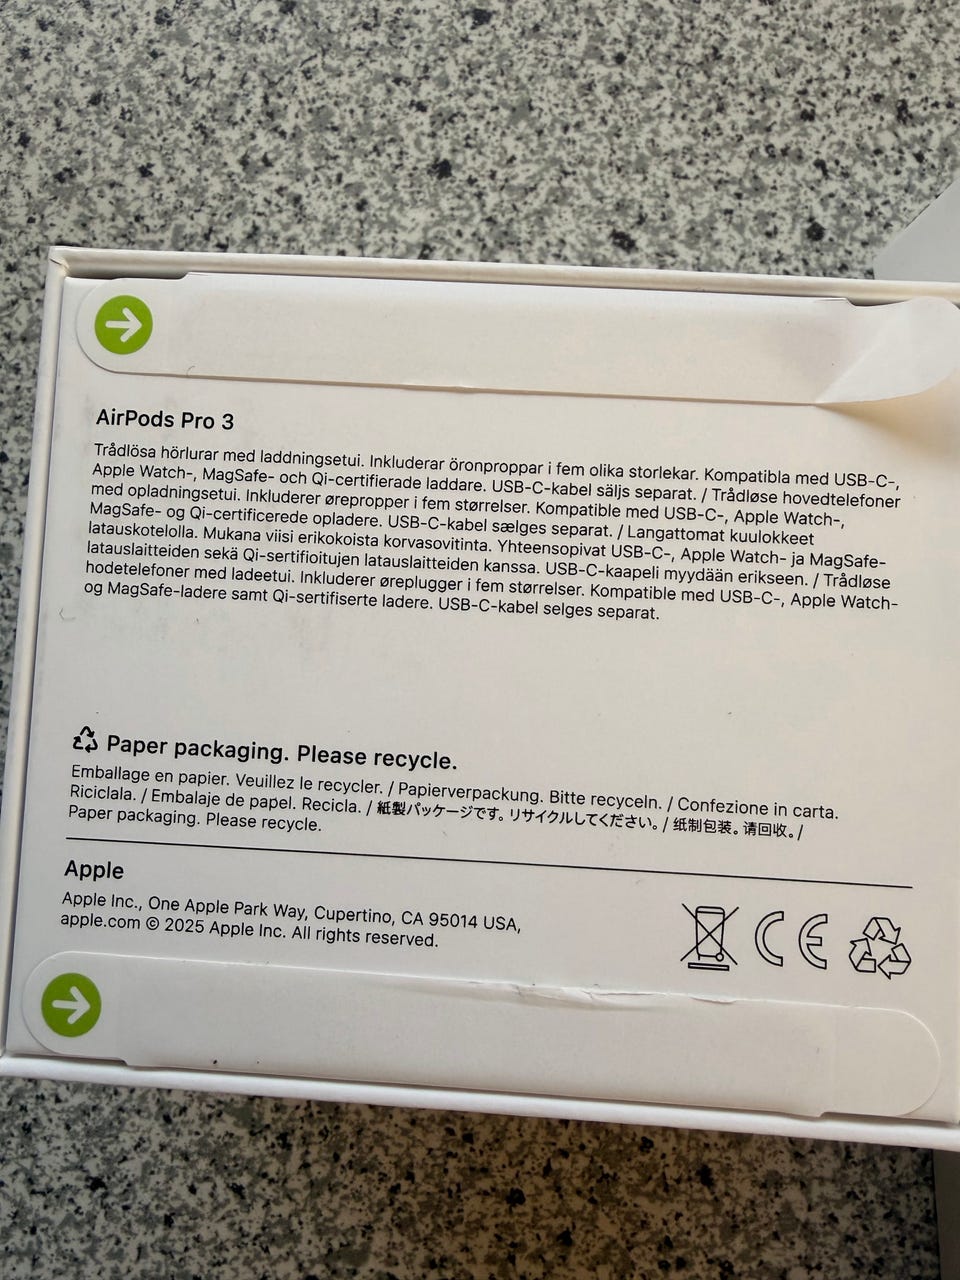 AirPods Pro 3
Trådlösa hörlurar med laddningsetui. Inkluderar öronproppar i fem olika storlekar. Kompatibla med USB-C-,
Apple Watch-, MagSafe- och Qi-certifierade laddare. USB-C-kabel säljs separat. / Trådløse hovedtelefoner
med opladningsetui. Inkluderer ørepropper i fem størrelser. Kompatible med USB-C-, Apple Watch-,
MagSafe- og Qi-certificerede opladere. USB-C-kabel sælges separat. / Langattomat kuulokkeet
latauskotelolla. Mukana viisi erikokoista korvasovitinta. Yhteensopivat USB-C-, Apple Watch- ja MagSafe-
latauslaitteiden sekä Qi-sertifioitujen latauslaitteiden kanssa. USB-C-kaapeli myydään erikseen. / Trådløse
hodetelefoner med ladeetui. Inkluderer øreplugger i fem størrelser. Kompatible med USB-C-, Apple Watch-
og MagSafe-ladere samt Qi-sertifiserte ladere. USB-C-kabel selges separat.
Paper packaging. Please recycle.
Emballage en papier. Veuillez le recycler. / Papierverpackung. Bitte recyceln. / Confezione in carta.
Riciclala. / Embalaje de papel. Recicla. / 紙製パッケージです。リサイクルしてください。/ 纸制包装。请回收。/
Paper packaging. Please recycle.
Apple
Apple Inc., One Apple Park Way, Cupertino, CA 95014 USA,
apple.com © 2025 Apple Inc. All rights reserved.
CE